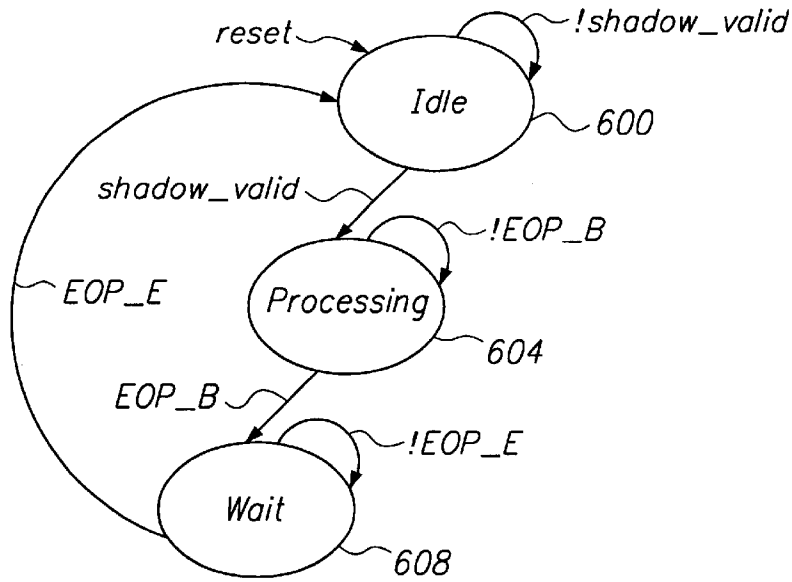 reset
!shadow_valid
Idle
600
shadow_valid
!EOP_B
EOP_E
Processing
604
EOP_B
!EOP_E
Wait
608